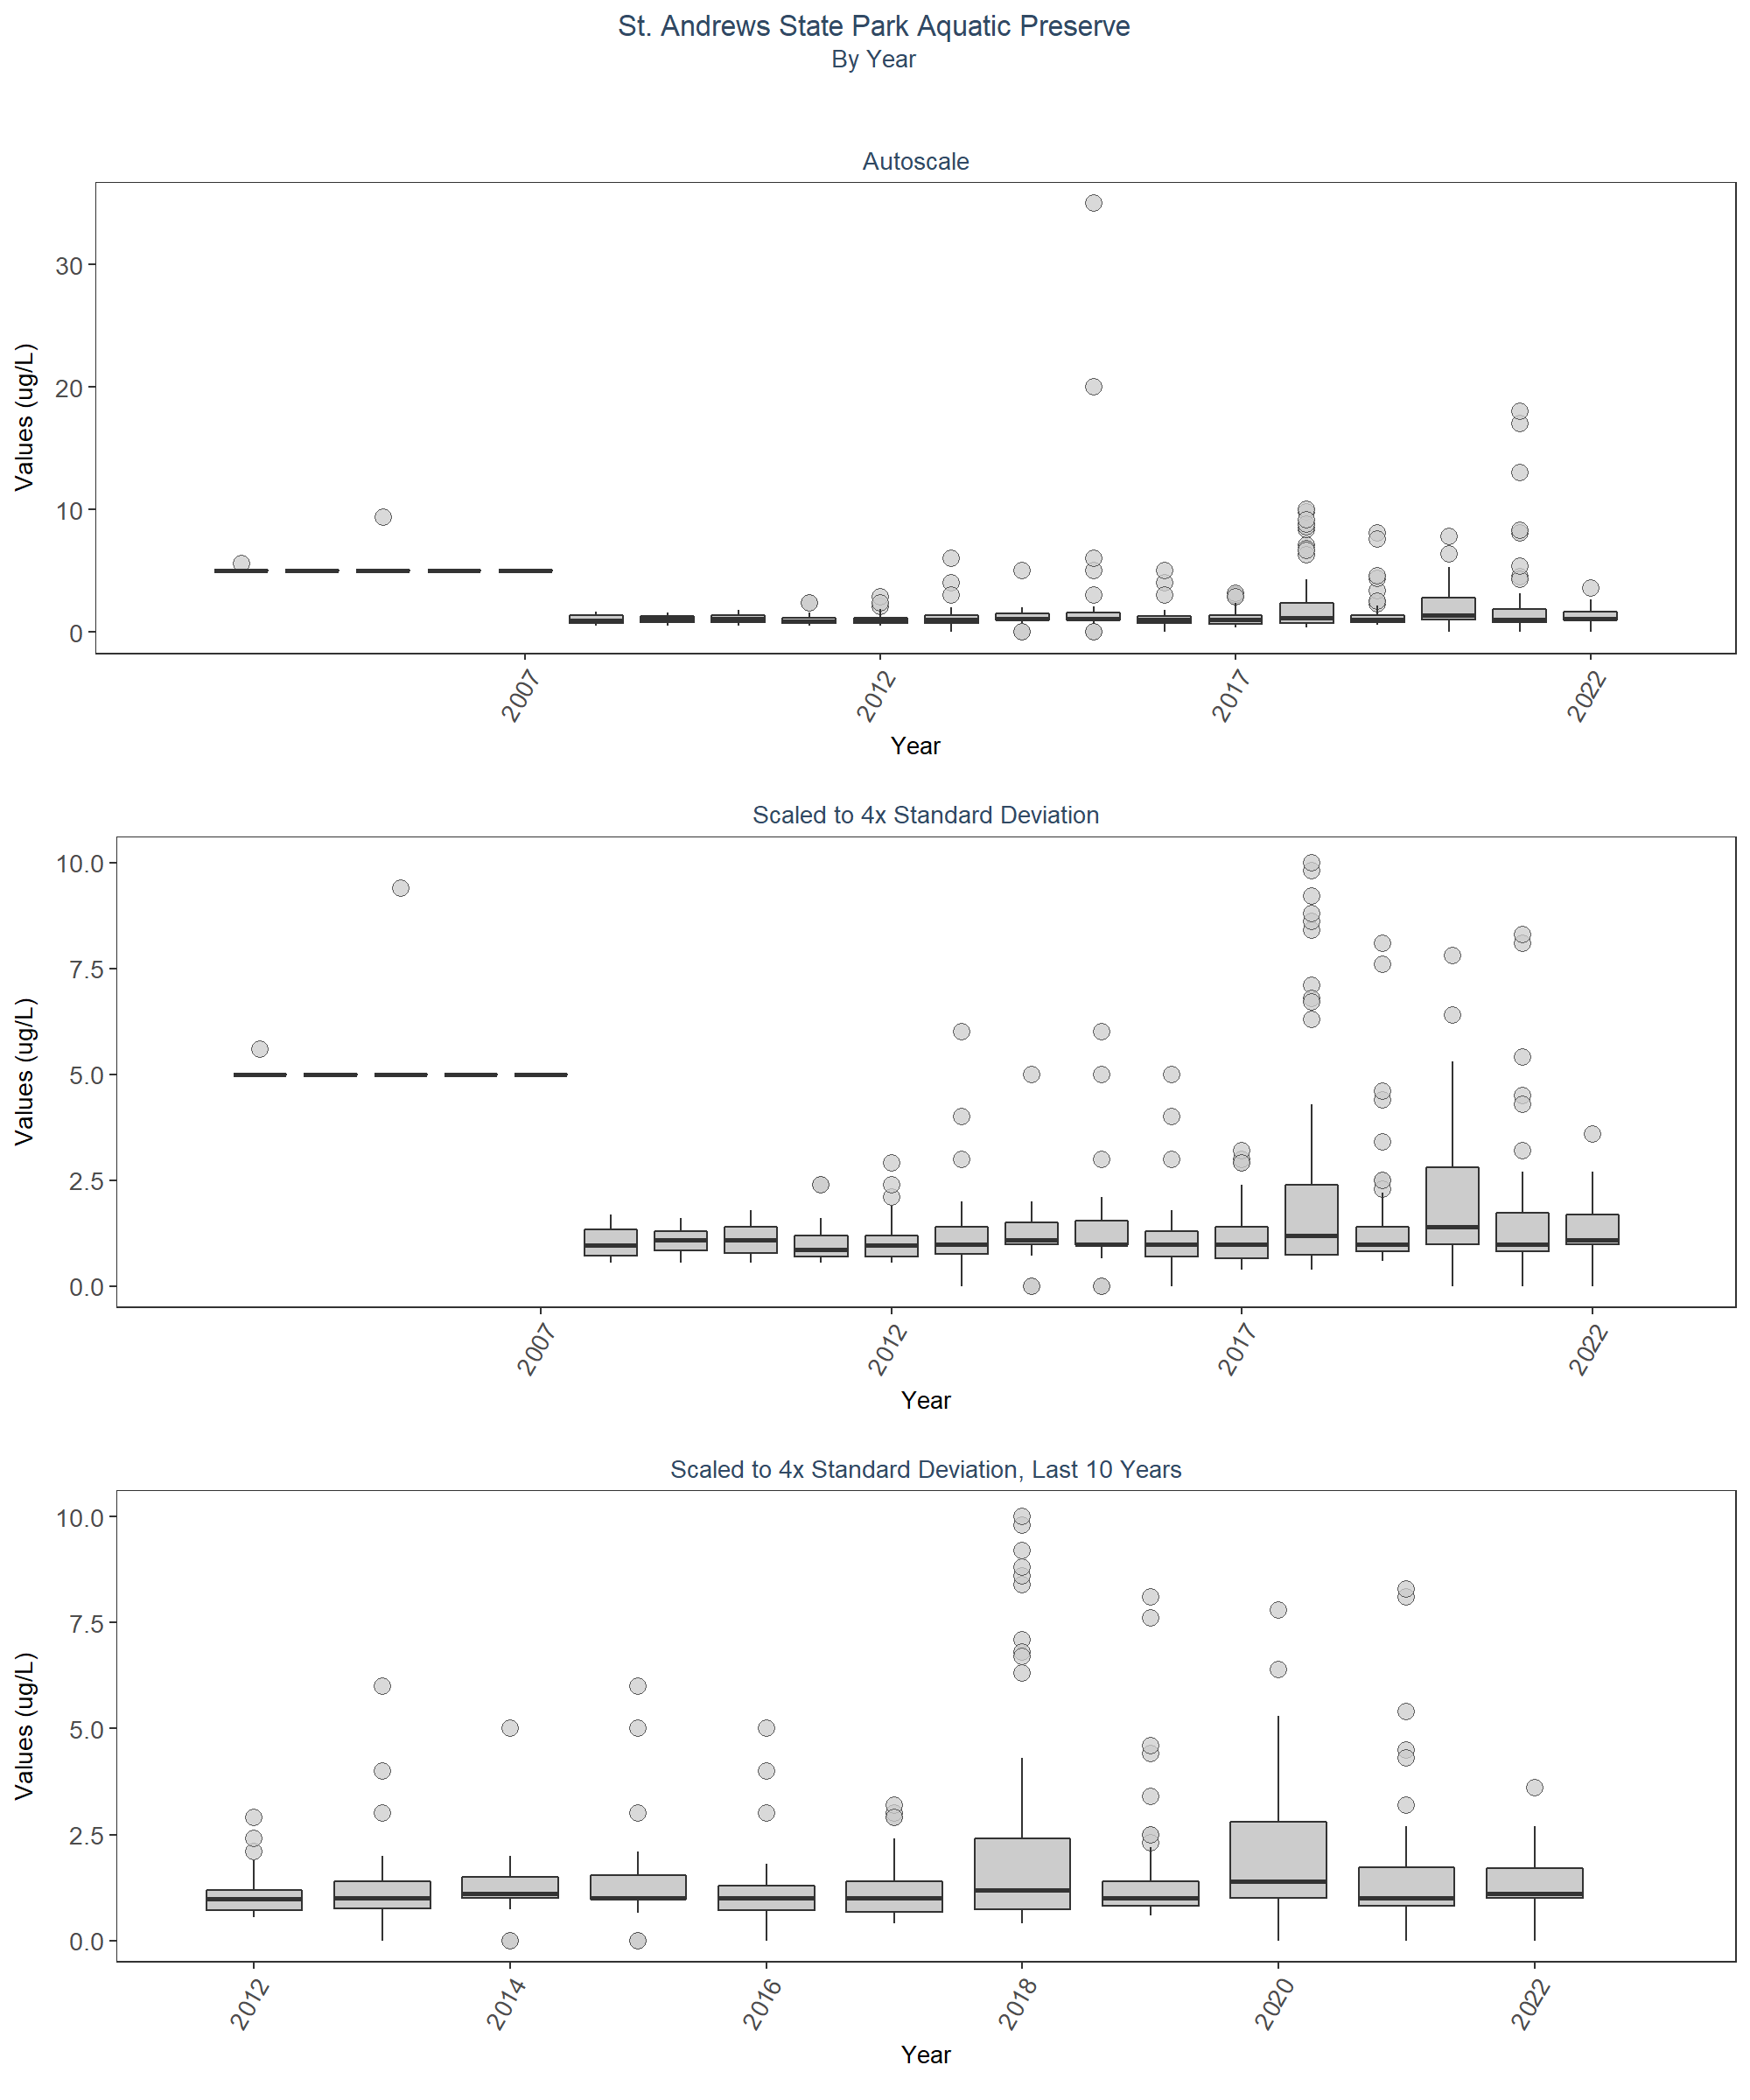 St. Andrews State Park Aquatic Preserve
By Year
Autoscale
Values (ug/L)
30
20
10
0
2007
2012
2017
2022
Year
Scaled to 4x Standard Deviation
Values (ug/L)
10.0
7.5
5.0
2.5
0.0
2007
2012
2017
2022
Year
Scaled to 4x Standard Deviation, Last 10 Years
Values (ug/L)
10.0
7.5
5.0
2.5
0.0
2012
2014
2016
2018
2020
2022
Year